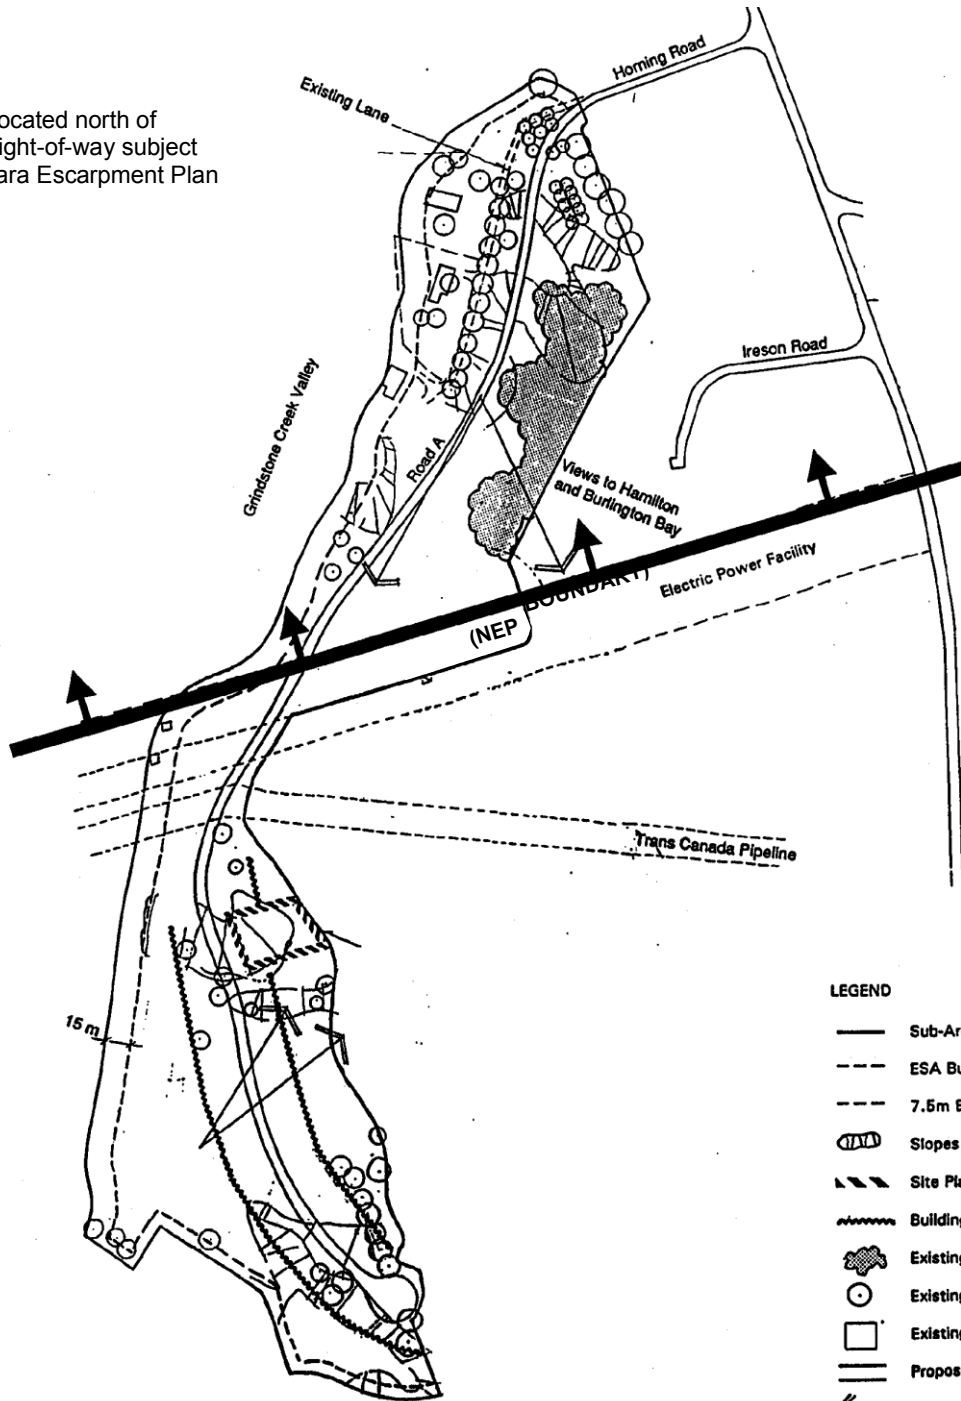 ocated north of
ight-of-way subject
ara Escarpment Plan
Existing Lane
Horning Road
Ireson Road
Grindstone Creek Valley
Road A
Views to Hamilton
and Burlington Bay
(NEP BOUNDARY)
Electric Power Facility
Trans Canada Pipeline
15 m
LEGEND
Sub-Ar
ESA Bu
7.5m B
Slopes
Site Pla
Building
Existing
Existing
Existing
Propos